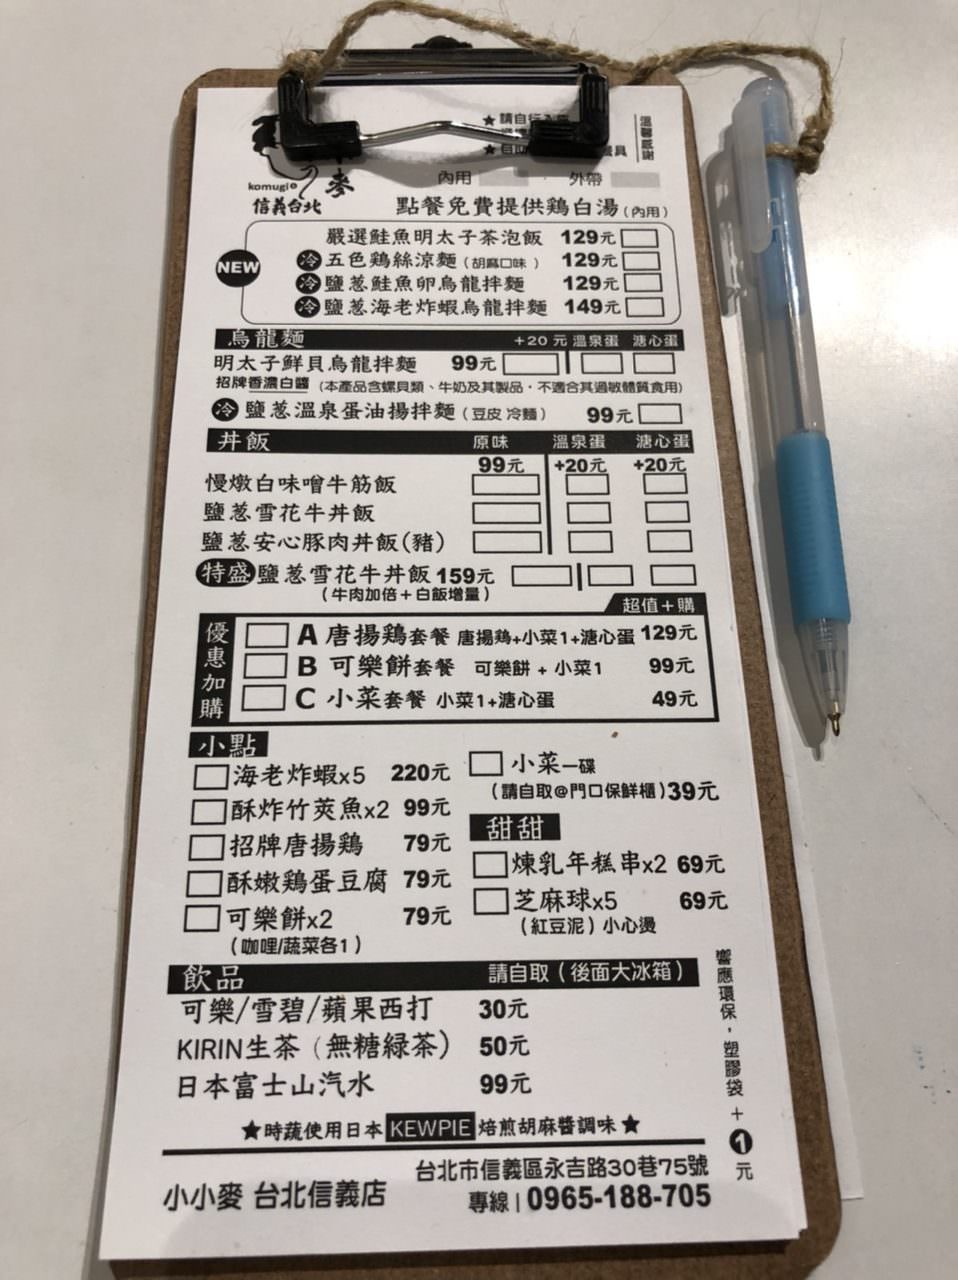 ★請自行
溫馨感謝
★自助 餐具
小麥
komugi
信義台北
內用 外帶
點餐免費提供鶏白湯(內用)
NEW
嚴選鮭魚明太子茶泡飯 129元
冷 五色鶏絲涼麵(胡麻口味) 129元
冷 鹽蔥鮭魚卵烏龍拌麵 129元
冷 鹽蔥海老炸蝦烏龍拌麵 149元
烏龍麵 +20元 溫泉蛋 溏心蛋
明太子鮮貝烏龍拌麵 99元
招牌香濃白醬(本產品含螺貝類、牛奶及其製品,不適合其過敏體質食用)
冷 鹽蔥溫泉蛋油揚拌麵(豆皮 冷麵) 99元
丼飯 原味 溫泉蛋 溏心蛋
99元 +20元 +20元
慢燉白味噌牛筋飯
鹽蔥雪花牛丼飯
鹽蔥安心豚肉丼飯(豬)
特盛 鹽蔥雪花牛丼飯 159元
(牛肉加倍+白飯增量)
超值+購
優惠加購
A 唐揚鶏套餐 唐揚鶏+小菜1+溏心蛋 129元
B 可樂餅套餐 可樂餅 + 小菜1 99元
C 小菜套餐 小菜1+溏心蛋 49元
小點
海老炸蝦x5 220元
酥炸竹莢魚x2 99元
招牌唐揚鶏 79元
酥嫩鶏蛋豆腐 79元
可樂餅x2 79元
(咖哩/蔬菜各1)
小菜一碟
(請自取@門口保鮮櫃)39元
甜甜
煉乳年糕串x2 69元
芝麻球x5 69元
(紅豆泥)小心燙
飲品 請自取(後面大冰箱)
可樂/雪碧/蘋果西打 30元
KIRIN生茶(無糖綠茶) 50元
日本富士山汽水 99元
響應環保,塑膠袋+1元
★時蔬使用日本 KEWPIE 焙煎胡麻醬調味★
小小麥 台北信義店
台北市信義區永吉路30巷75號
專線|0965-188-705